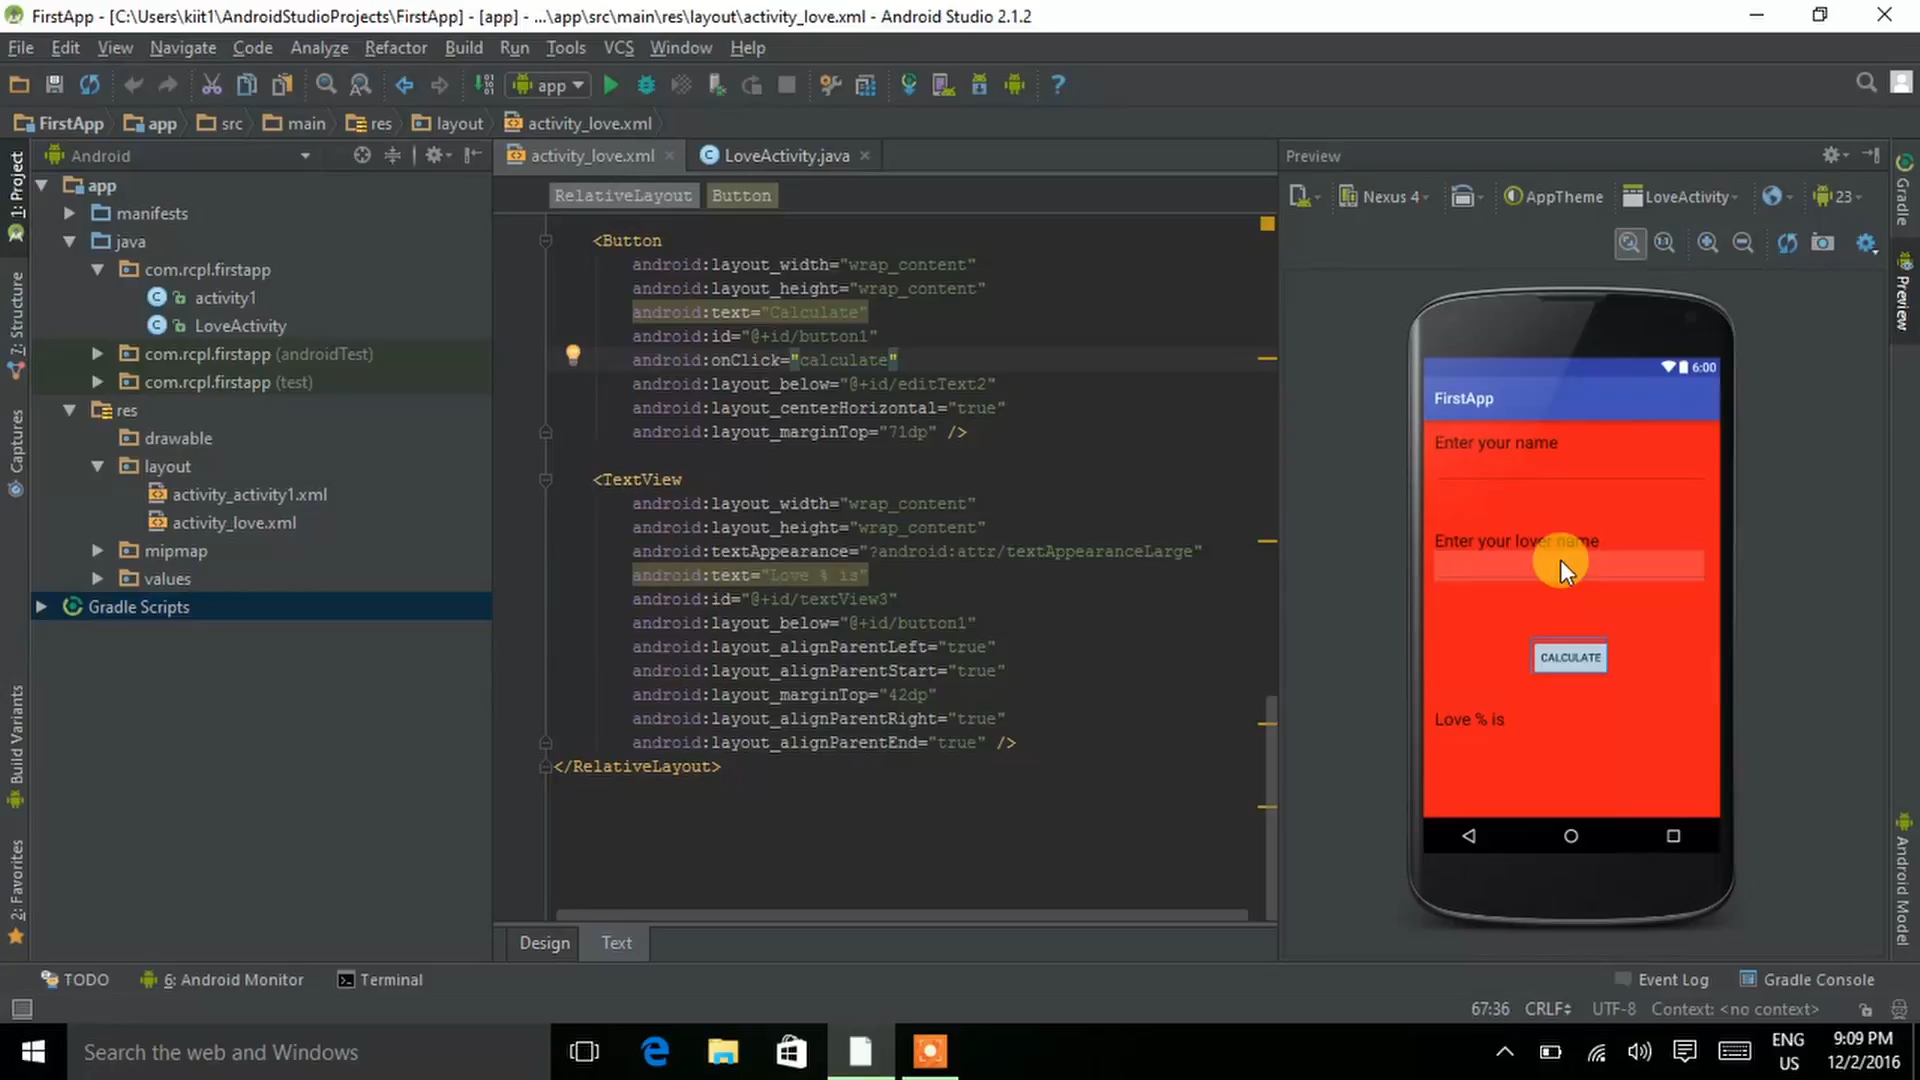 FirstApp - [C:\Users\kiit1\AndroidStudioProjects\FirstApp] - [app] - ...\app\src\main\res\layout\activity_love.xml - Android Studio 2.1.2
File Edit View Navigate Code Analyze Refactor Build Run Tools VCS Window Help
app
FirstApp app src main res layout activity_love.xml
1: Project
7: Structure
Captures
Build Variants
2: Favorites
Android
app
manifests
java
com.rcpl.firstapp
activity1
LoveActivity
com.rcpl.firstapp (androidTest)
com.rcpl.firstapp (test)
res
drawable
layout
activity_activity1.xml
activity_love.xml
mipmap
values
Gradle Scripts
activity_love.xml LoveActivity.java
RelativeLayout Button
<Button
android:layout_width="wrap_content"
android:layout_height="wrap_content"
android:text="Calculate"
android:id="@+id/button1"
android:onClick="calculate"
android:layout_below="@+id/editText2"
android:layout_centerHorizontal="true"
android:layout_marginTop="71dp" />
<TextView
android:layout_width="wrap_content"
android:layout_height="wrap_content"
android:textAppearance="?android:attr/textAppearanceLarge"
android:text="Love % is"
android:id="@+id/textView3"
android:layout_below="@+id/button1"
android:layout_alignParentLeft="true"
android:layout_alignParentStart="true"
android:layout_marginTop="42dp"
android:layout_alignParentRight="true"
android:layout_alignParentEnd="true" />
</RelativeLayout>
Design Text
Preview
Nexus 4 AppTheme LoveActivity 23
6:00
FirstApp
Enter your name
Enter your lover name
CALCULATE
Love % is
Gradle
Preview
Android Model
TODO 6: Android Monitor Terminal Event Log Gradle Console
67:36 CRLF UTF-8 Context: <no context>
Search the web and Windows
ENG
US
9:09 PM
12/2/2016